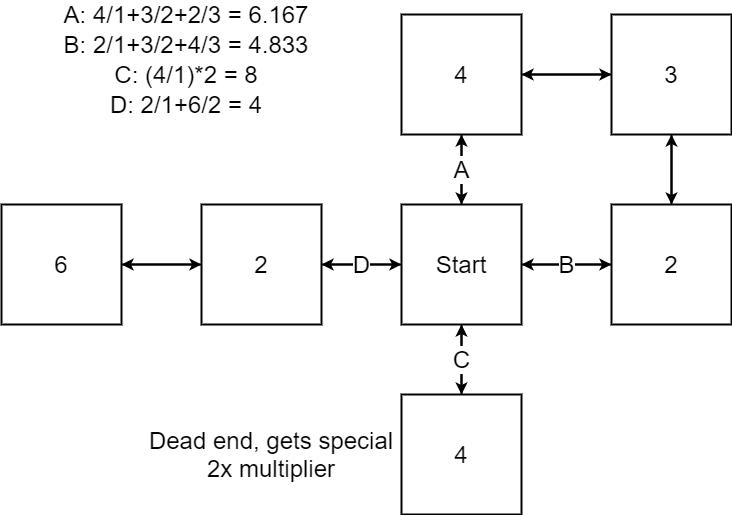 A: 4/1+3/2+2/3 = 6.167
B: 2/1+3/2+4/3 = 4.833
C: (4/1)*2 = 8
D: 2/1+6/2 = 4
4
3
A
6
2
D
Start
B
2
C
4
Dead end, gets special
2x multiplier